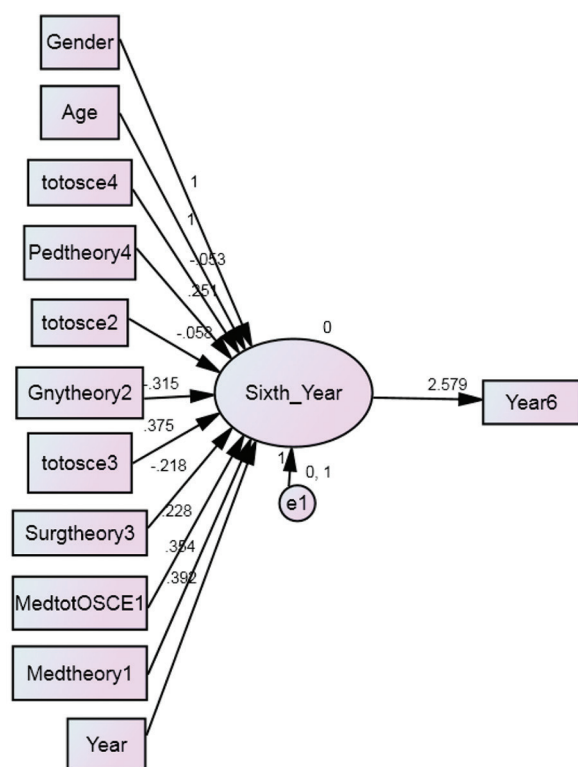 Gender
Age
totosce4
Pedtheory4
totosce2
Gnytheory2
totosce3
Surgtheory3
MedtotOSCE1
Medtheory1
Year
1
1
-.053
.251
-.058
-.315
.375
-.218
.228
.354
.392
0
Sixth_Year
1
0, 1
e1
2.579
Year6